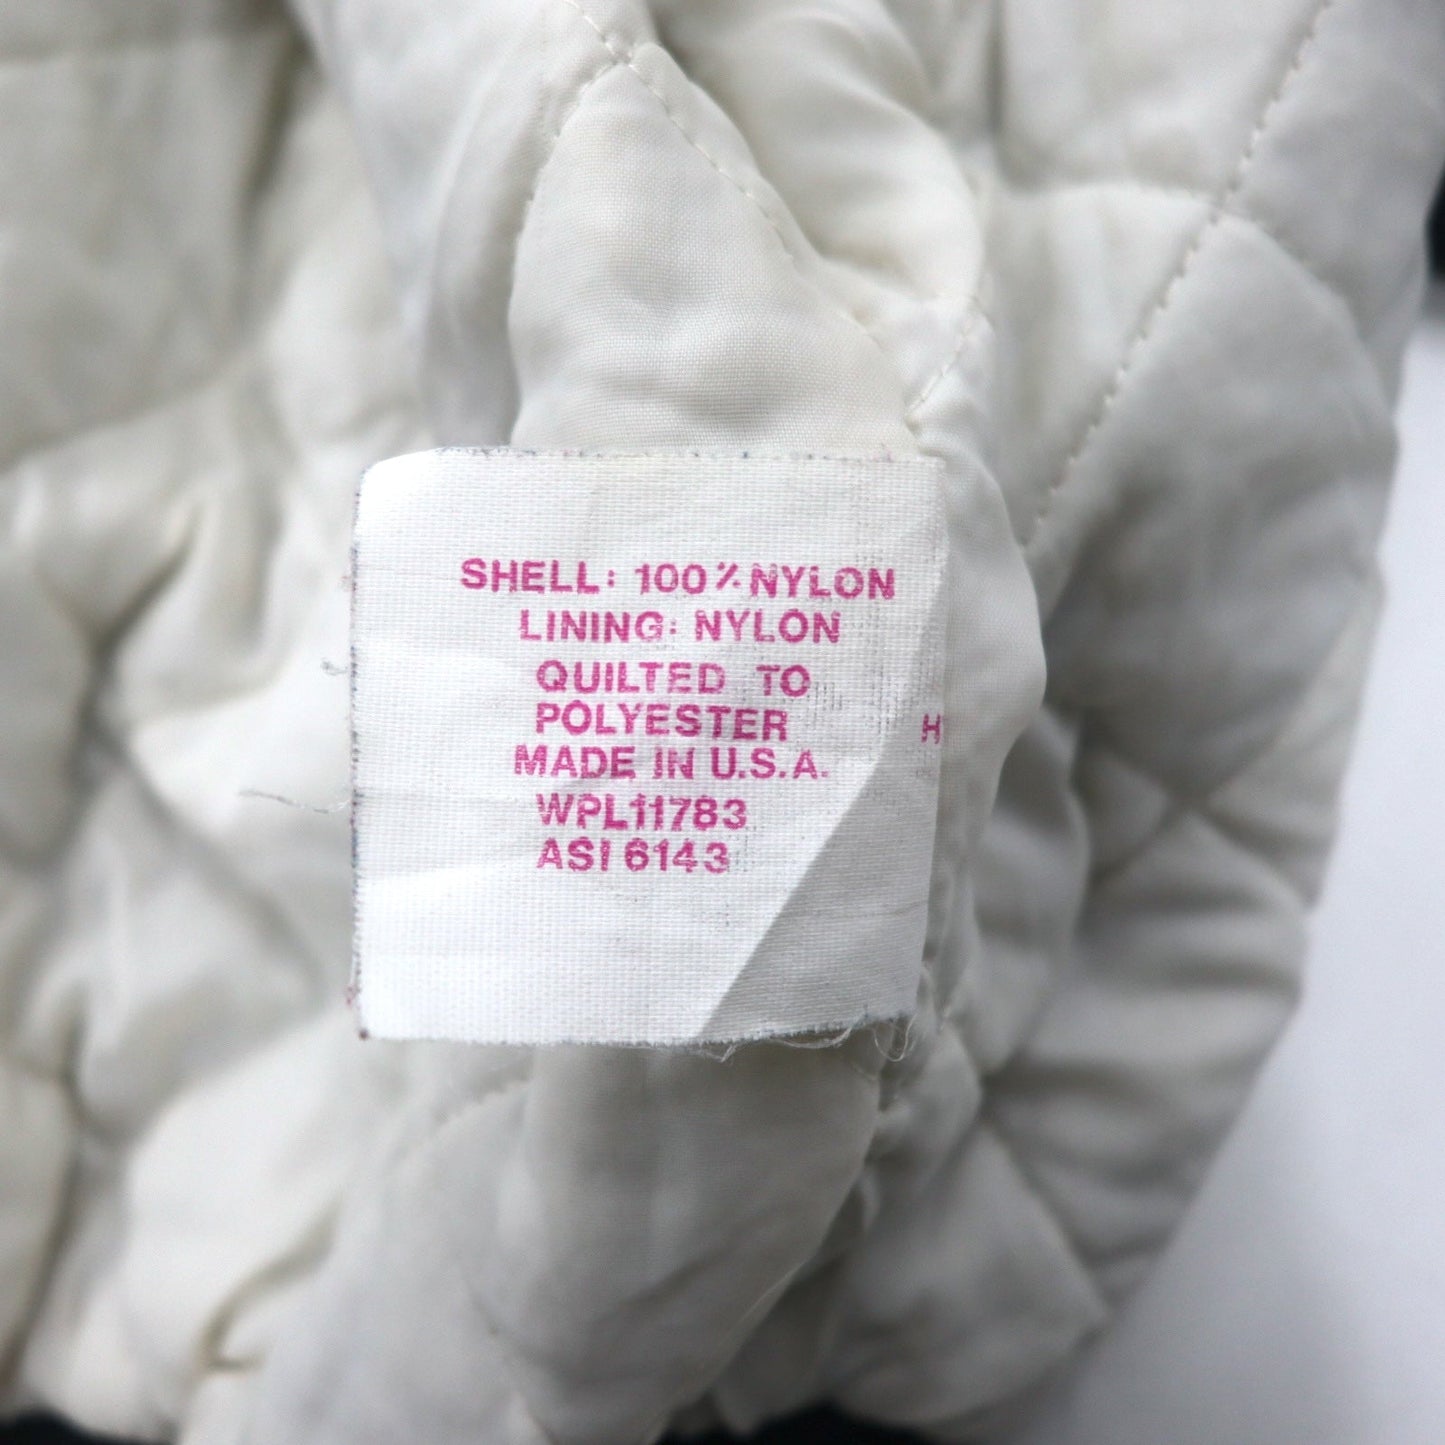 SHELL: 100% NYLON
LINING: NYLON
QUILTED TO
POLYESTER
MADE IN U.S.A.
WPL11783
ASI 6143
H